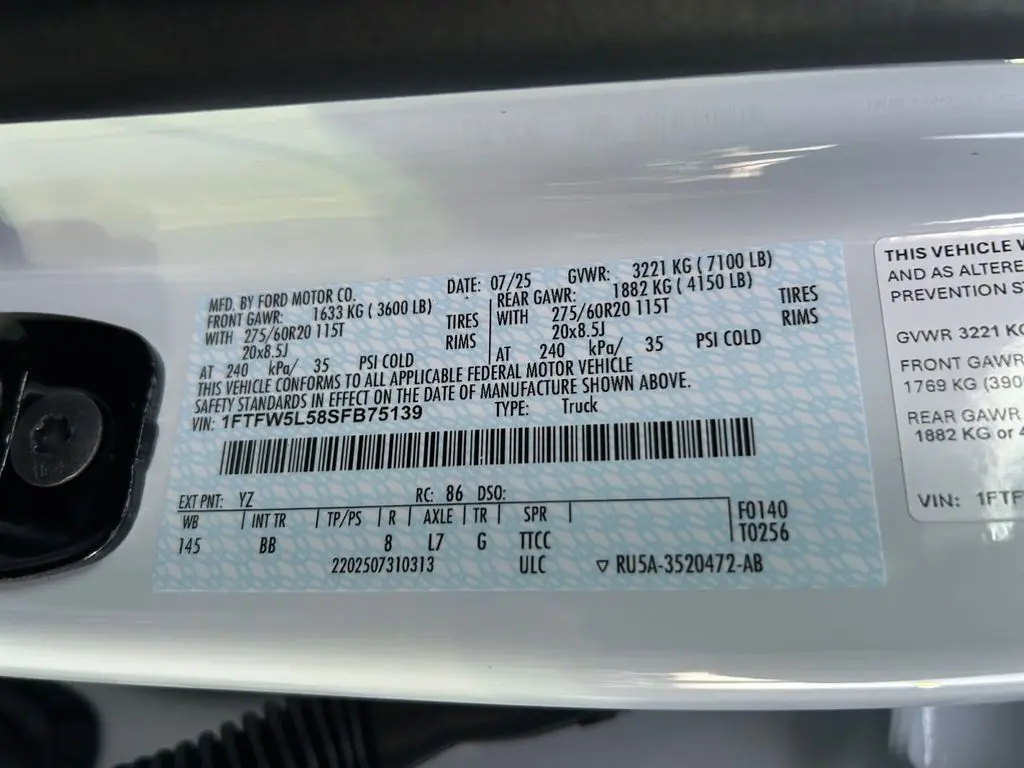 MFD. BY FORD MOTOR CO.
DATE: 07/25 GVWR: 3221 KG ( 7100 LB)
FRONT GAWR: 1633 KG ( 3600 LB)
REAR GAWR: 1882 KG ( 4150 LB)
WITH 275/60R20 115T TIRES
WITH 275/60R20 115T TIRES
20x8.5J RIMS
20x8.5J RIMS
AT 240 kPa/ 35 PSI COLD
AT 240 kPa/ 35 PSI COLD
THIS VEHICLE CONFORMS TO ALL APPLICABLE FEDERAL MOTOR VEHICLE
SAFETY STANDARDS IN EFFECT ON THE DATE OF MANUFACTURE SHOWN ABOVE.
VIN: 1FTFW5L58SFB75139 TYPE: Truck
EXT PNT: YZ RC: 86 DSO:
WB INT TR TP/PS R AXLE TR SPR F0140
145 BB 8 L7 G TTCC T0256
2202507310313 ULC ▽ RU5A-3520472-AB
THIS VEHICLE
AND AS ALTERE
PREVENTION S
GVWR 3221 KG
FRONT GAWR
1769 KG (390
REAR GAWR
1882 KG or 4
VIN: 1FTF